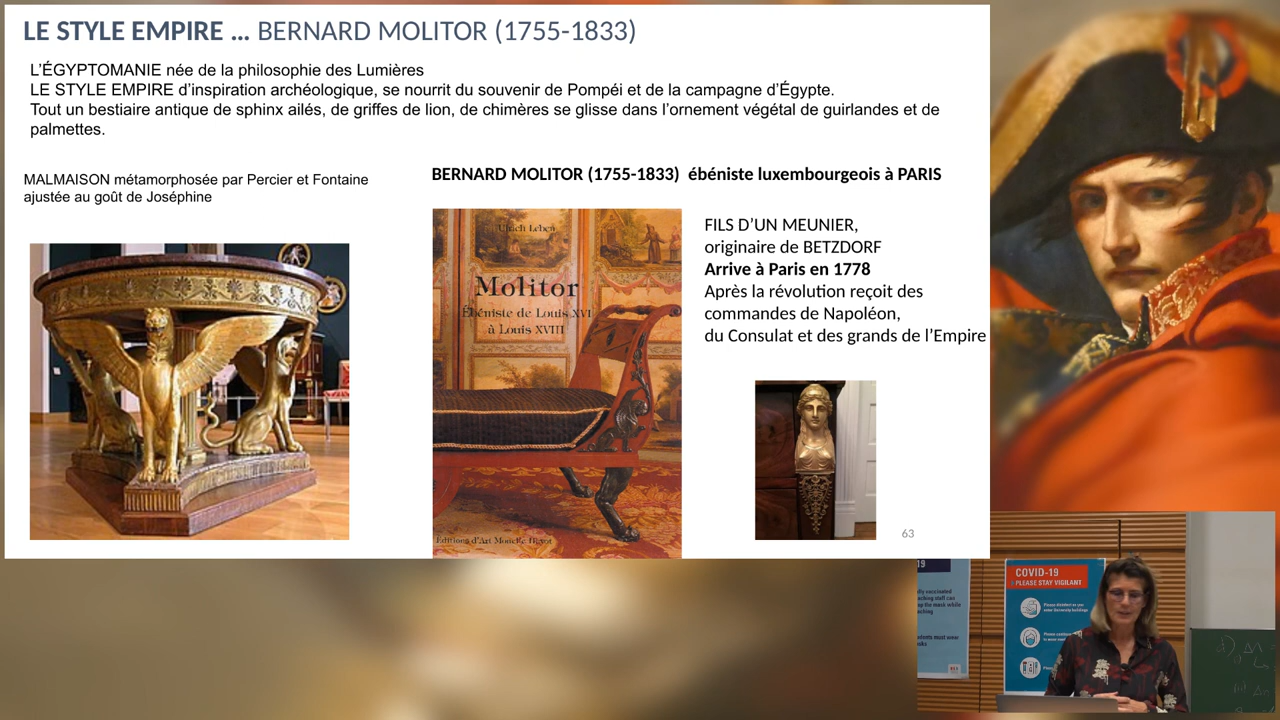 LE STYLE EMPIRE ... BERNARD MOLITOR (1755-1833)
L'ÉGYPTOMANIE née de la philosophie des Lumières
LE STYLE EMPIRE d'inspiration archéologique, se nourrit du souvenir de Pompéi et de la campagne d'Égypte.
Tout un bestiaire antique de sphinx ailés, de griffes de lion, de chimères se glisse dans l'ornement végétal de guirlandes et de
palmettes.
MALMAISON métamorphosée par Percier et Fontaine
ajustée au goût de Joséphine
BERNARD MOLITOR (1755-1833) ébéniste luxembourgeois à PARIS
Ulrich Leben
Molitor
Ébéniste de Louis XVI
à Louis XVIII
Éditions d'Art Monelle Hayot
FILS D'UN MEUNIER,
originaire de BETZDORF
Arrive à Paris en 1778
Après la révolution reçoit des
commandes de Napoléon,
du Consulat et des grands de l'Empire
63
19
COVID-19
PLEASE STAY VIGILANT